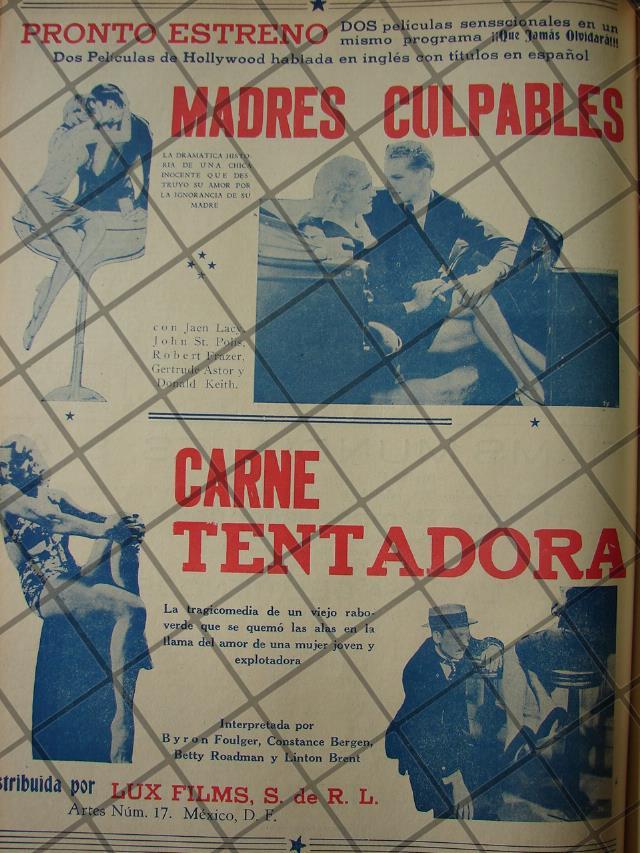 PRONTO ESTRENO
DOS películas sensscionales en un
mismo programa ¡¡Que Jamás Olvidará!!
Dos Películas de Hollywood hablada en inglés con títulos en español
MADRES CULPABLES
LA DRAMATICA HISTO-
RIA DE UNA CHICA
INOCENTE QUE DES
TRUYO SU AMOR POR
LA IGNORANCIA DE SU
MADRE
con Jaen Lacy,
John St. Polis,
Robert Frazer,
Gertrude Astor y
Donald Keith.
CARNE
TENTADORA
La tragicomedia de un viejo rabo-
verde que se quemó las alas en la
llama del amor de una mujer joven y
explotadora
Interpretada por
Byron Foulger, Constance Bergen,
Betty Roadman y Linton Brent
stribuida por LUX FILMS, S. de R. L.
Artes Núm. 17. México, D. F.